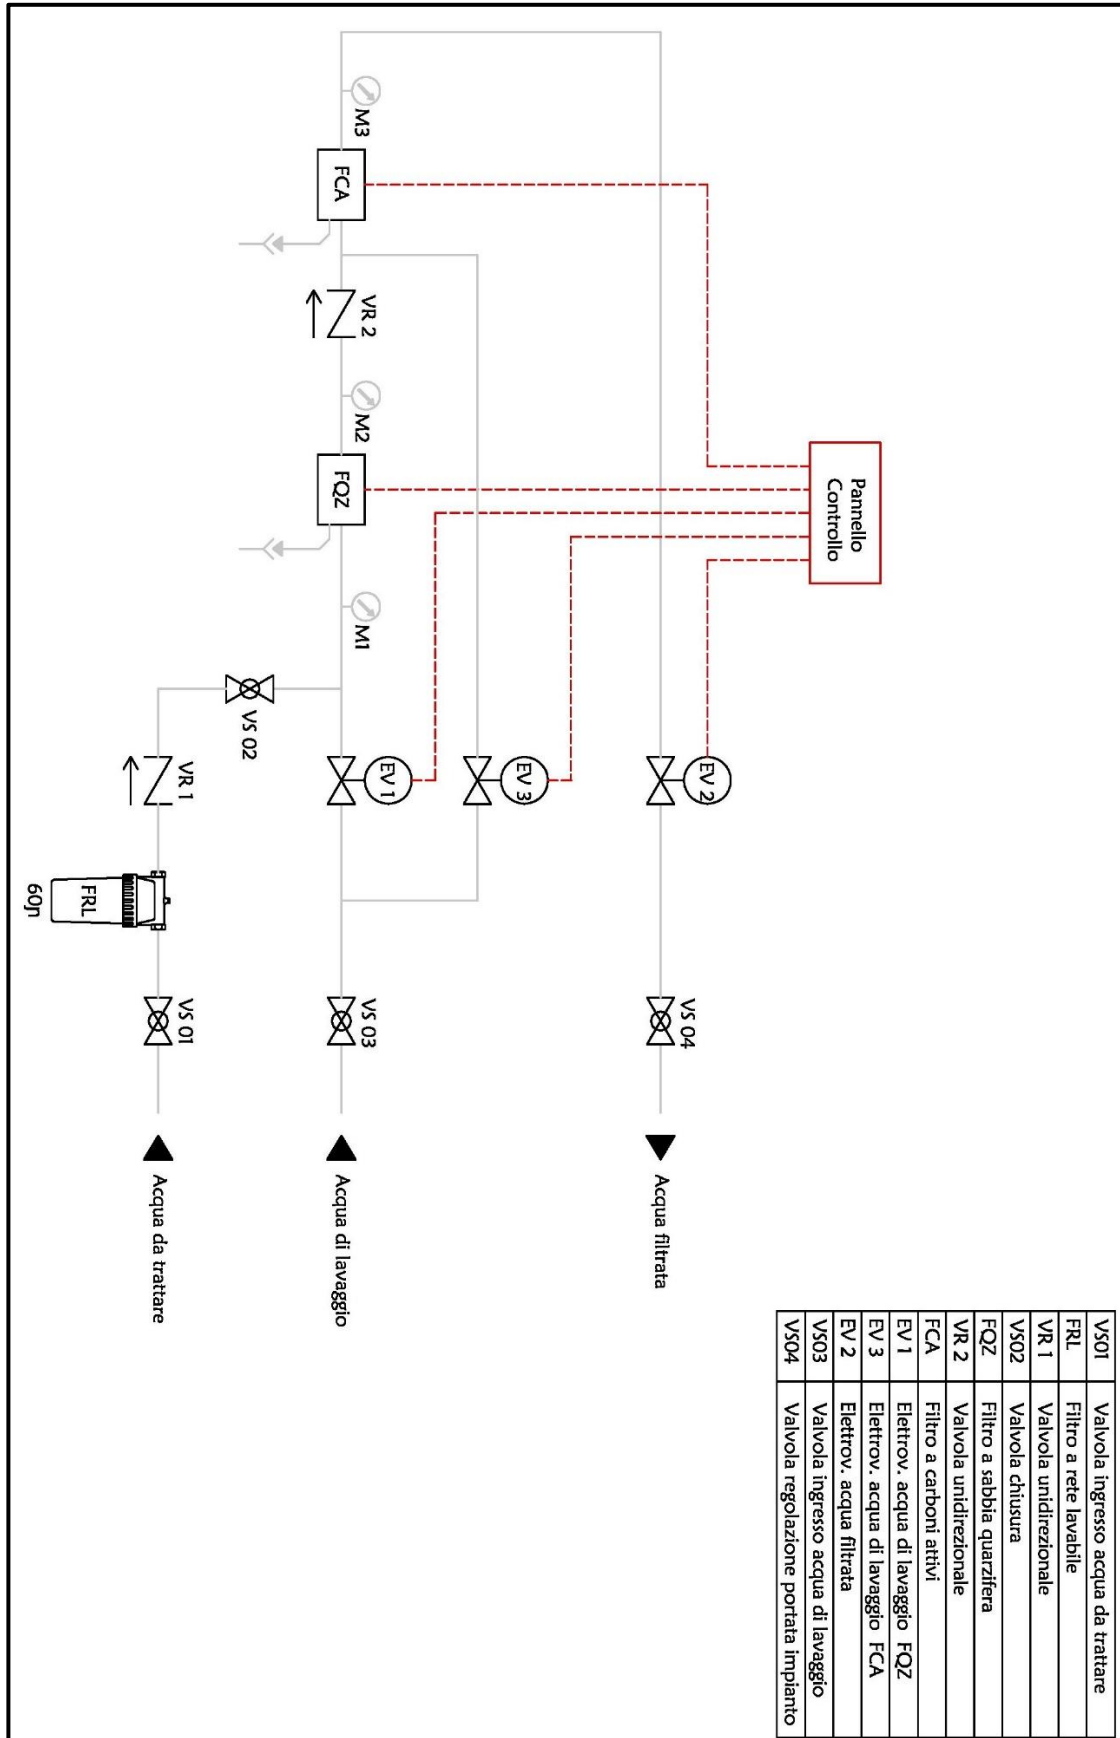 M3
FCA
VR 2
M2
FQZ
M1
VS 02
VR 1
FRL
60µ
VS 01
Acqua da trattare
EV 1
EV 3
EV 2
VS 03
Acqua di lavaggio
VS 04
Acqua filtrata
Pannello
Controllo
VS01 Valvola ingresso acqua da trattare
FRL Filtro a rete lavabile
VR 1 Valvola unidirezionale
VS02 Valvola chiusura
FQZ Filtro a sabbia quarzifera
VR 2 Valvola unidirezionale
FCA Filtro a carboni attivi
EV 1 Elettrov. acqua di lavaggio FQZ
EV 3 Elettrov. acqua di lavaggio FCA
EV 2 Elettrov. acqua filtrata
VS03 Valvola ingresso acqua di lavaggio
VS04 Valvola regolazione portata impianto